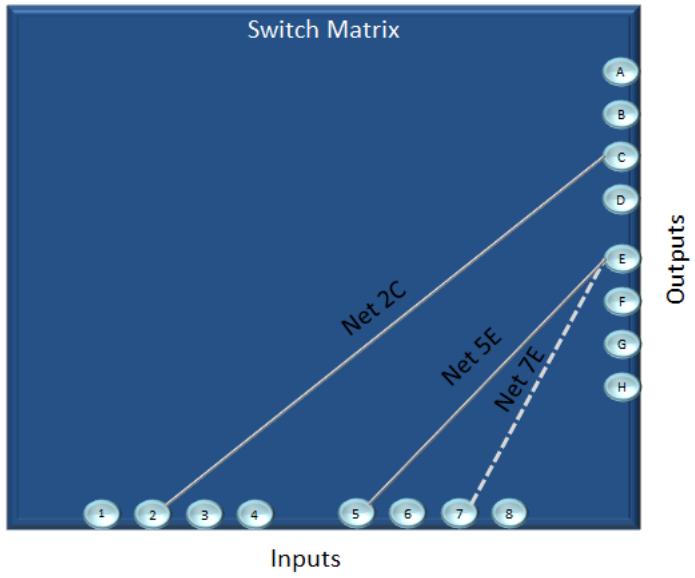 Switch Matrix
A
B
C
D
E
F
G
H
Outputs
Net 2C
Net 5E
Net 7E
1 2 3 4 5 6 7 8
Inputs